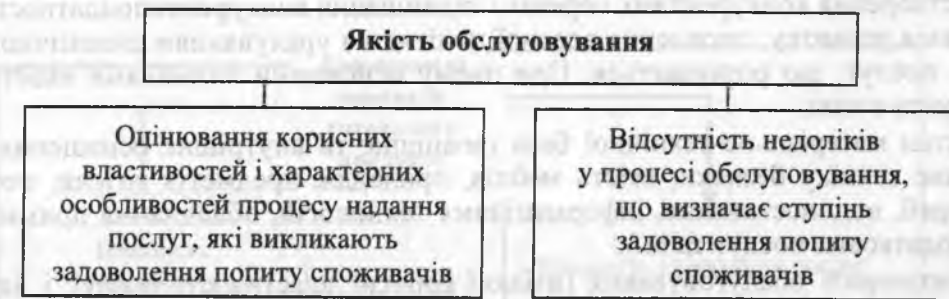 Якість обслуговування
Оцінювання корисних
властивостей і характерних
особливостей процесу надання
послуг, які викликають
задоволення попиту споживачів
Відсутність недоліків
у процесі обслуговування,
що визначає ступінь
задоволення попиту
споживачів